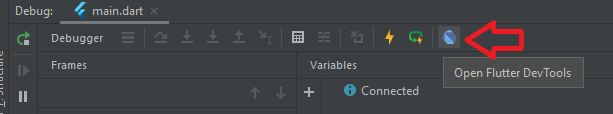 Debug: main.dart
Debugger
Frames Variables
Open Flutter DevTools
Connected